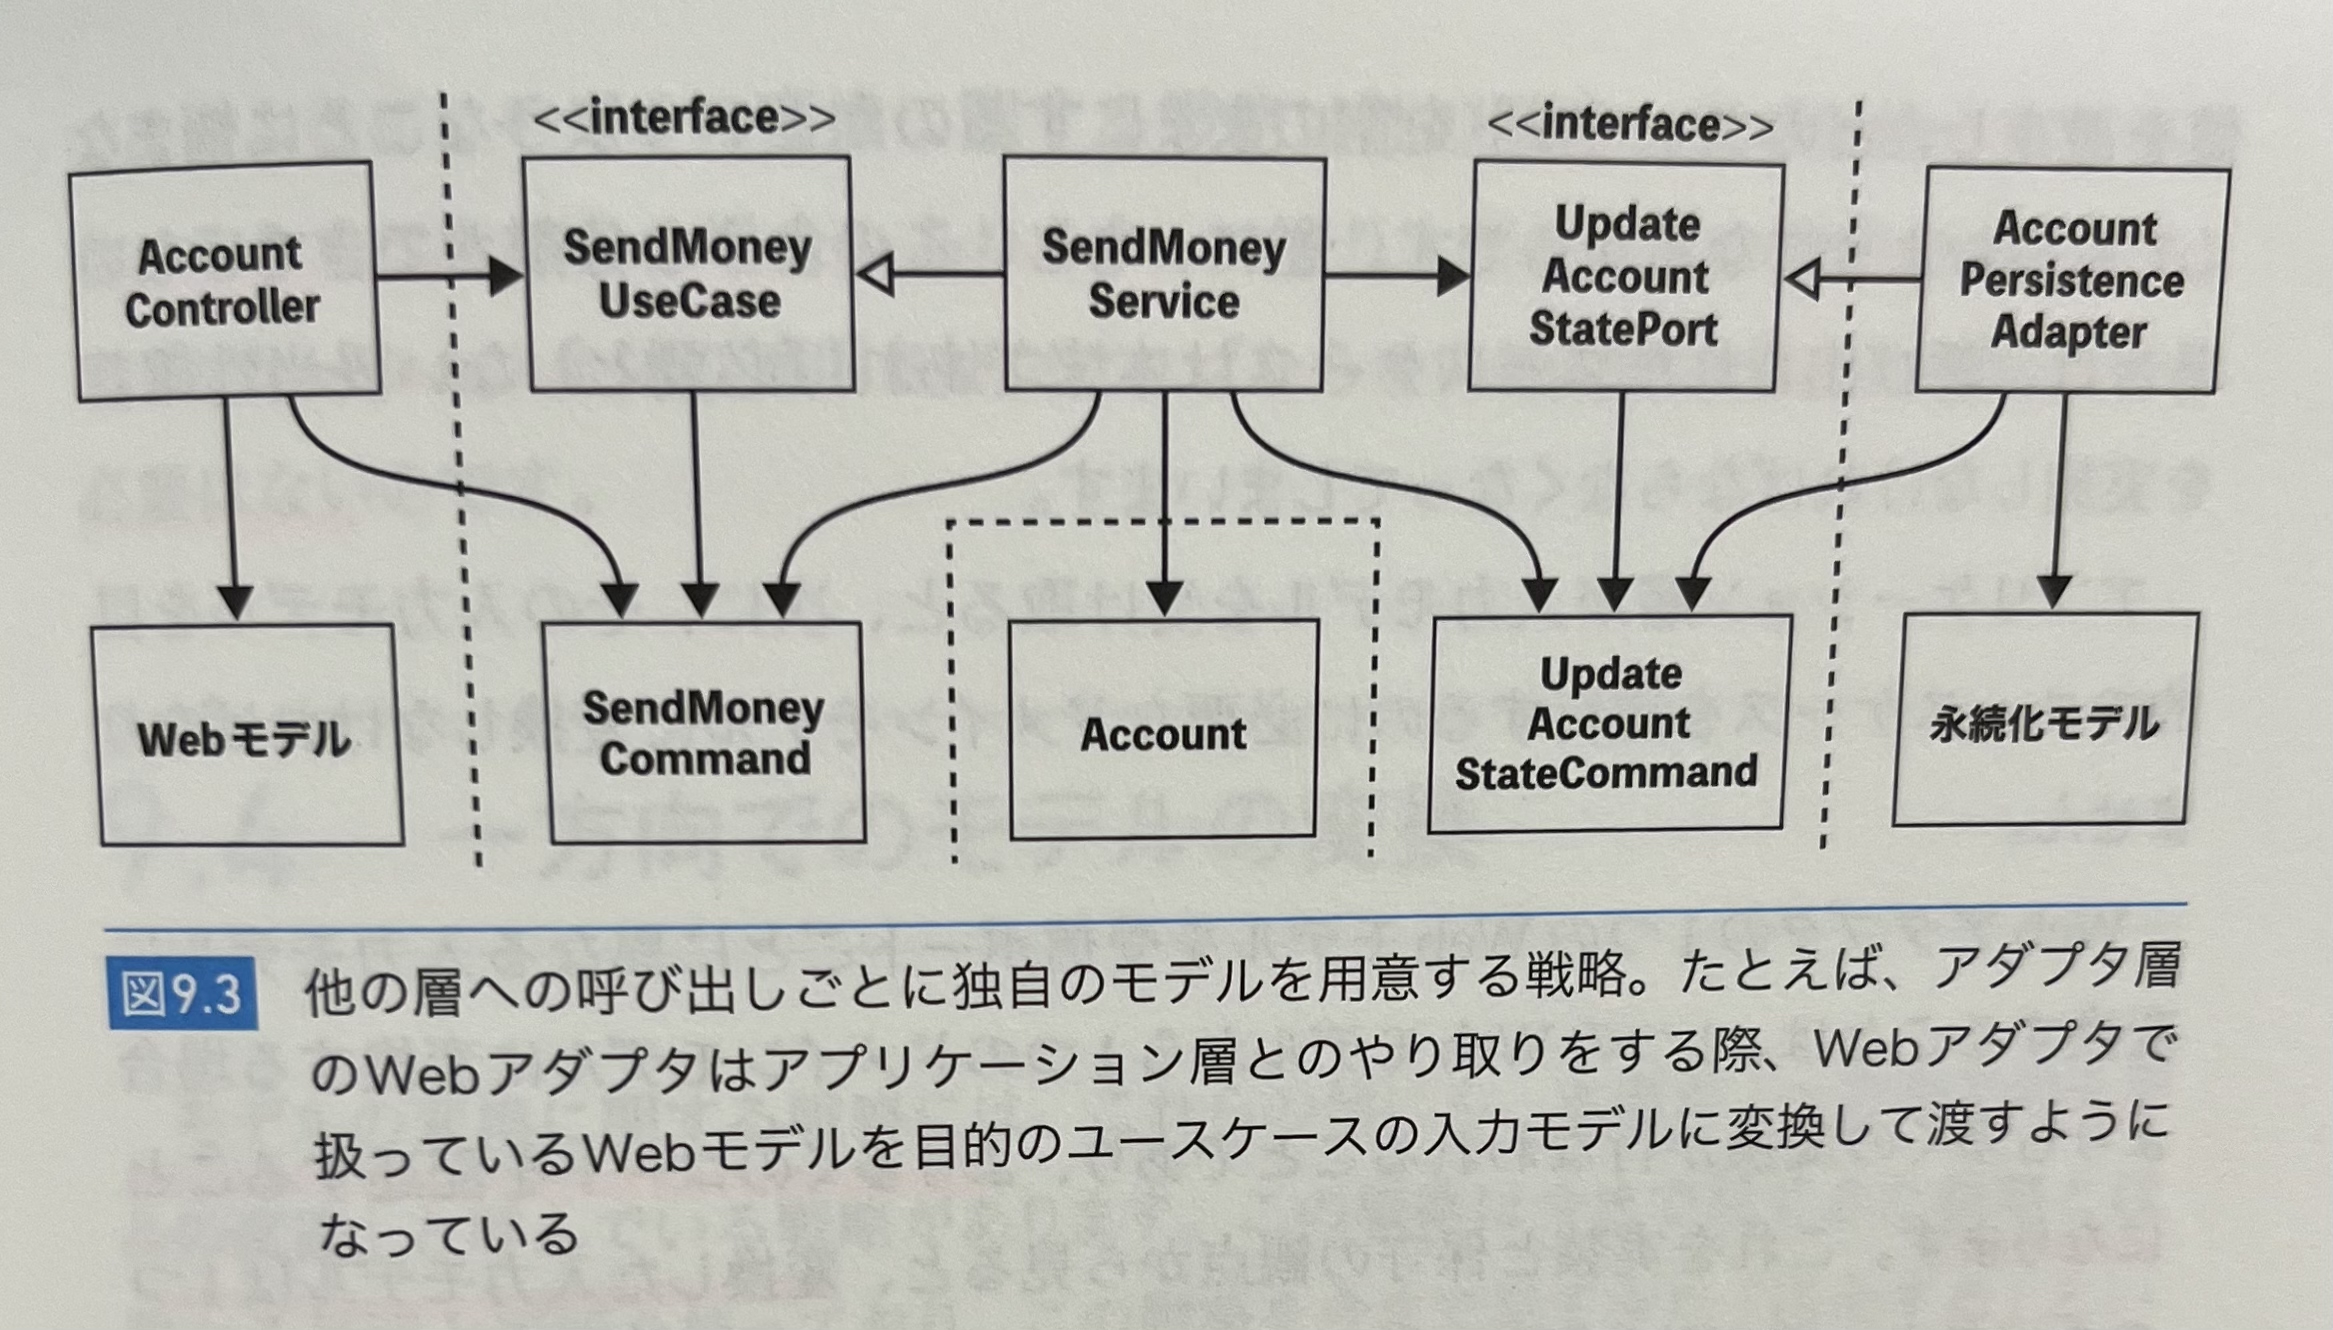 <<interface>>
<<interface>>
Account
Controller
SendMoney
UseCase
SendMoney
Service
Update
Account
StatePort
Account
Persistence
Adapter
Webモデル
SendMoney
Command
Account
Update
Account
StateCommand
永続化モデル
図9.3 他の層への呼び出しごとに独自のモデルを用意する戦略。たとえば、アダプタ層
のWebアダプタはアプリケーション層とのやり取りをする際、Webアダプタで
扱っているWebモデルを目的のユースケースの入力モデルに変換して渡すように
なっている